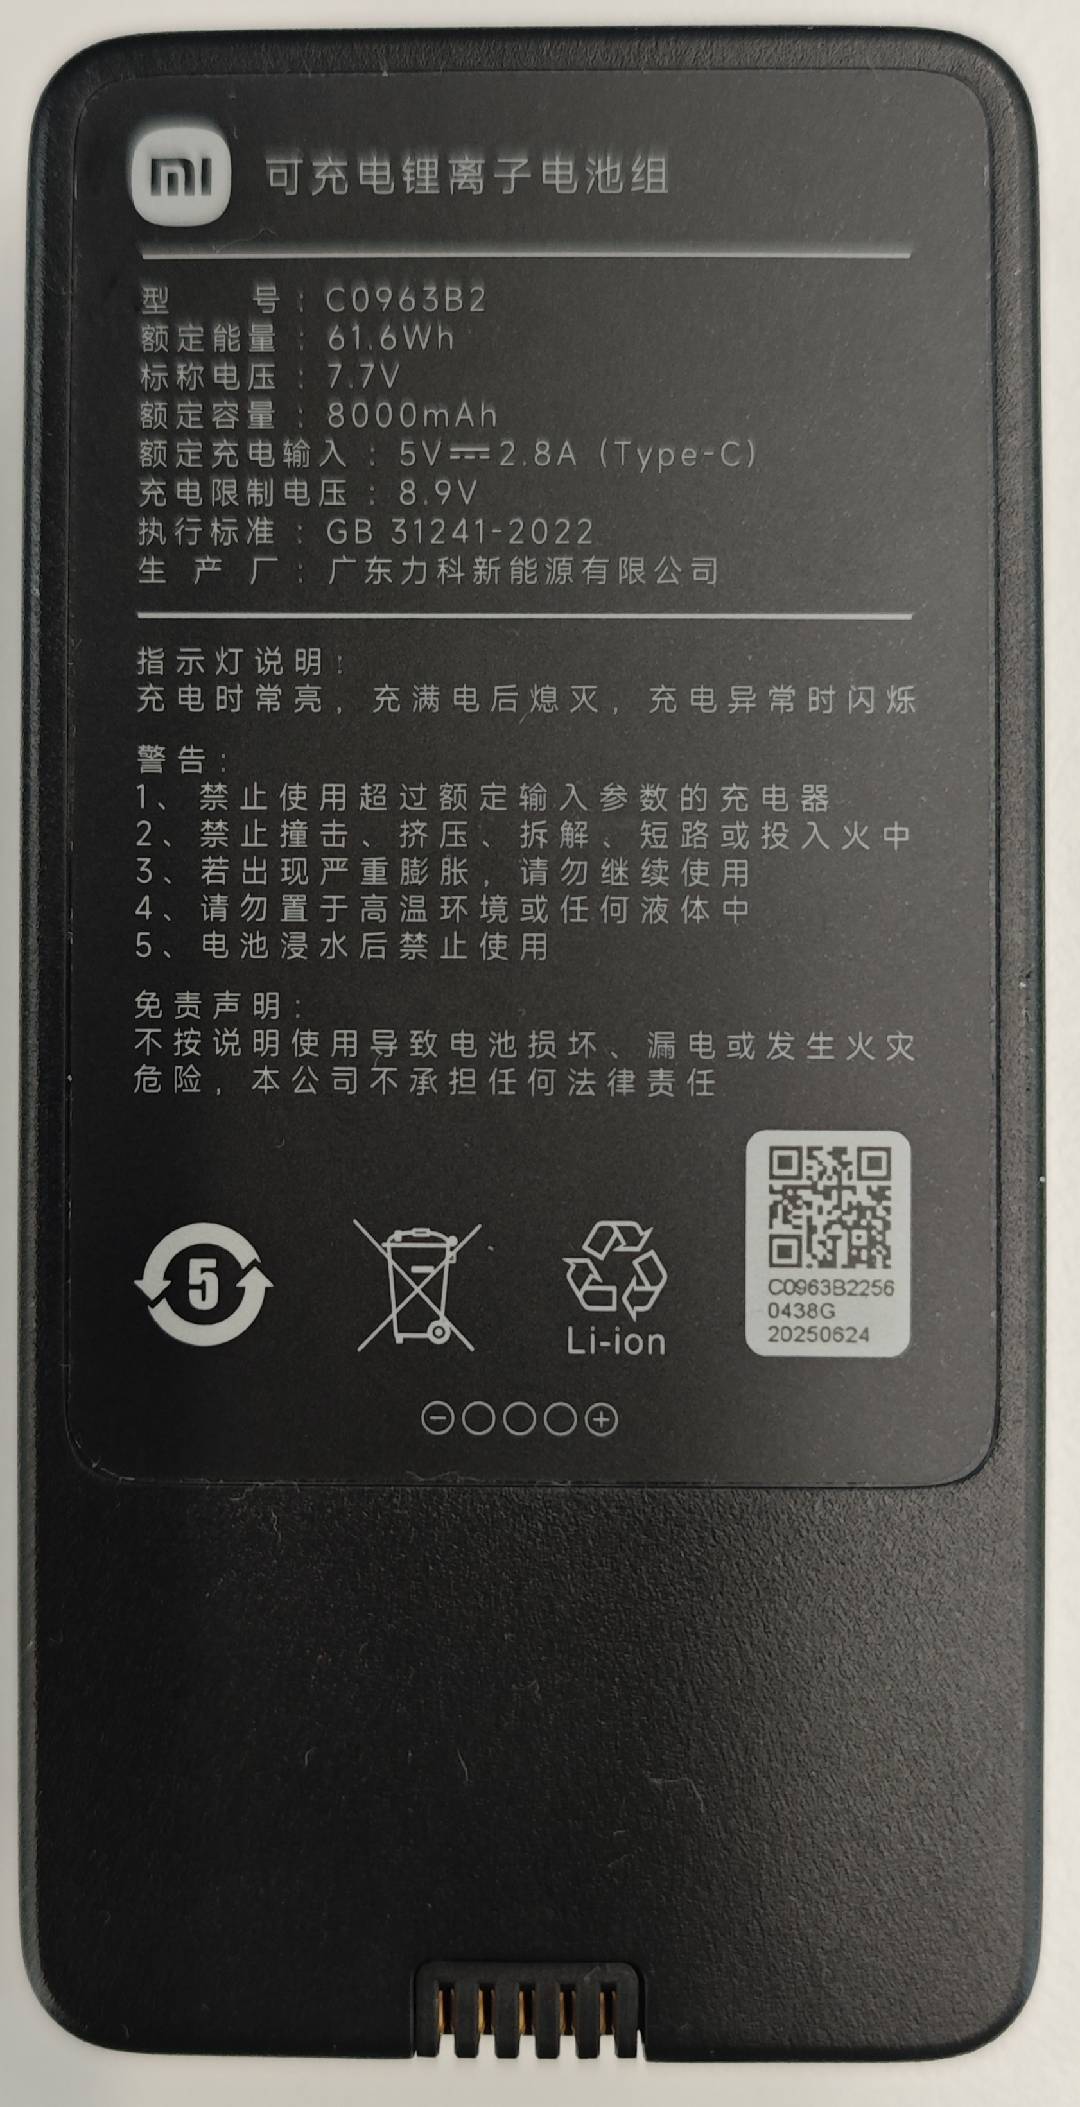 mi 可充电锂离子电池组
型 号：C0963B2
额定能量：61.6Wh
标称电压：7.7V
额定容量：8000mAh
额定充电输入：5V⎓2.8A（Type-C）
充电限制电压：8.9V
执行标准：GB 31241-2022
生 产 厂：广东力科新能源有限公司
指示灯说明：
充电时常亮，充满电后熄灭，充电异常时闪烁
警告：
1、禁止使用超过额定输入参数的充电器
2、禁止撞击、挤压、拆解、短路或投入火中
3、若出现严重膨胀，请勿继续使用
4、请勿置于高温环境或任何液体中
5、电池浸水后禁止使用
免责声明：
不按说明使用导致电池损坏、漏电或发生火灾
危险，本公司不承担任何法律责任
5
Li-ion
C0963B2256
0438G
20250624
⊖○○○⊕